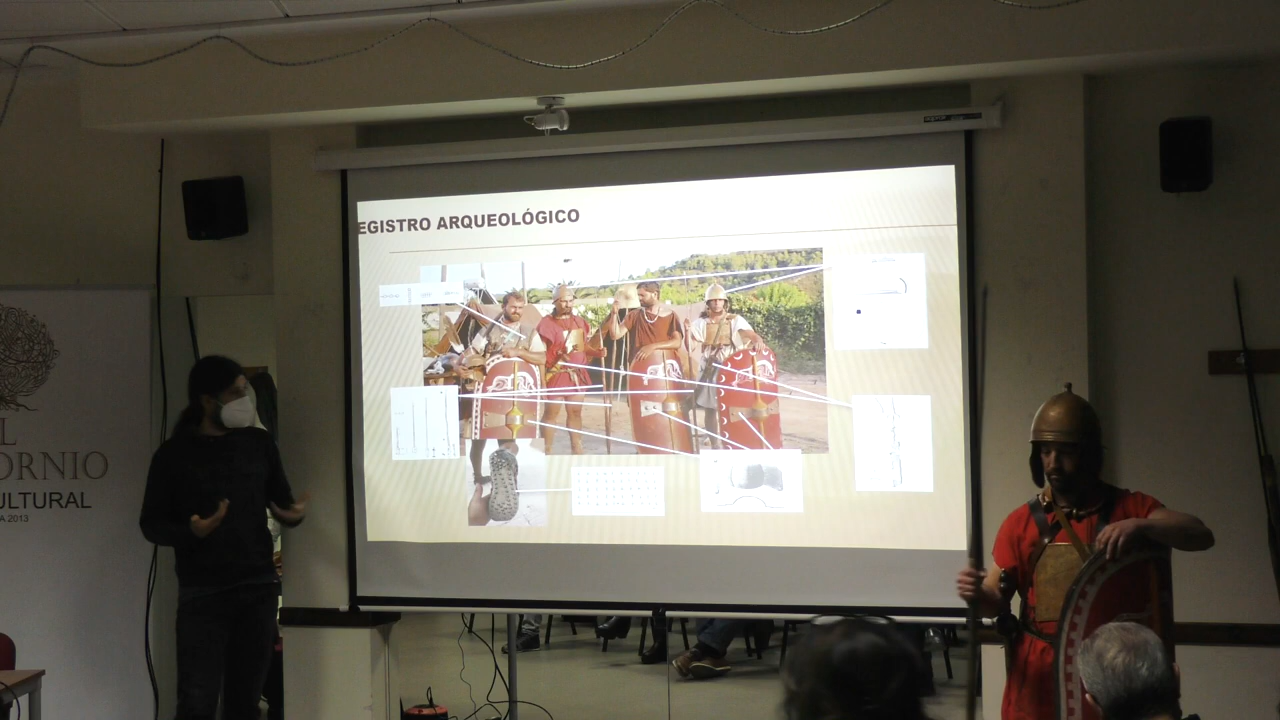 EGISTRO ARQUEOLÓGICO
L
ORNIO
ULTURAL
A 2013